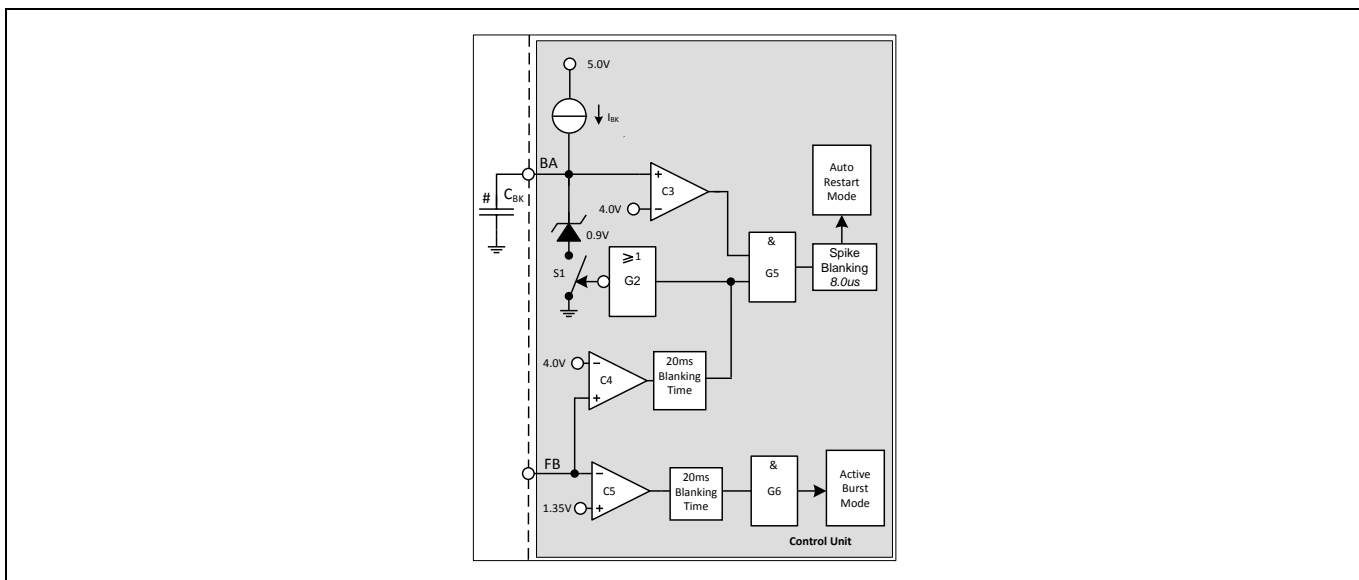 5.0V
I_BK
BA
# C_BK
C3
4.0V
0.9V
S1
≥1
G2
&
G5
Auto
Restart
Mode
Spike
Blanking
8.0us
4.0V
C4
20ms
Blanking
Time
FB
C5
1.35V
20ms
Blanking
Time
&
G6
Active
Burst
Mode
Control Unit